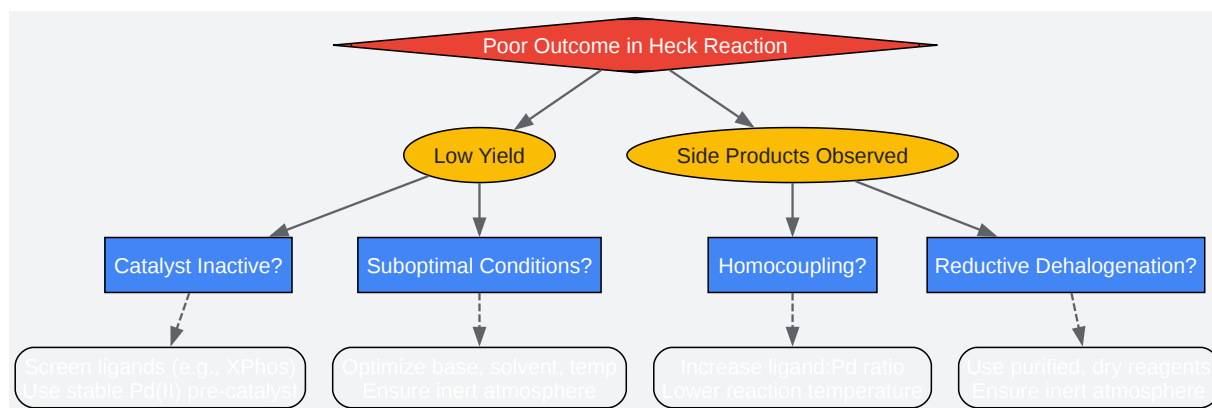 Poor Outcome in Heck Reaction
Low Yield
Side Products Observed
Catalyst Inactive?
Suboptimal Conditions?
Homocoupling?
Reductive Dehalogenation?
Screen ligands (e.g., XPhos)
Use stable Pd(II) pre-catalyst
Optimize base, solvent, temp
Ensure inert atmosphere
Increase ligand:Pd ratio
Lower reaction temperature
Use purified, dry reagents
Ensure inert atmosphere